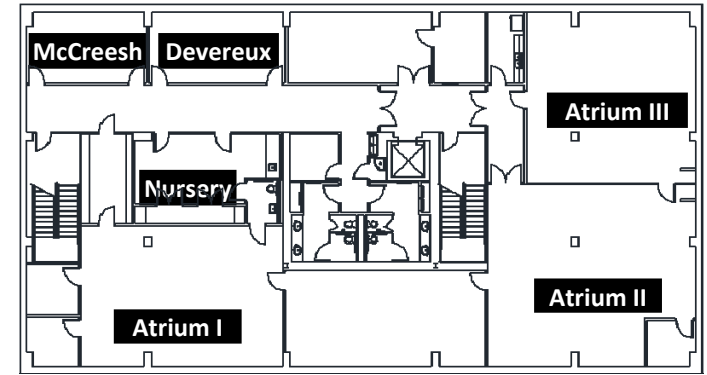 McCreesh
Devereux
Atrium III
Nursery
Atrium II
Atrium I